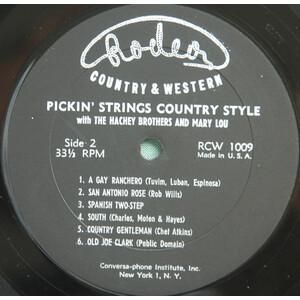 Rodeo
COUNTRY & WESTERN
PICKIN' STRINGS COUNTRY STYLE
with THE HACHEY BROTHERS AND MARY LOU
Side 2
33⅓ RPM
RCW 1009
Made in U.S.A.
1. A GAY RANCHERO (Tuvim, Luban, Espinosa)
2. SAN ANTONIO ROSE (Bob Wills)
3. SPANISH TWO-STEP
4. SOUTH (Charles, Moten & Hayes)
5. COUNTRY GENTLEMAN (Chet Atkins)
6. OLD JOE CLARK (Public Domain)
Conversa-phone Institute, Inc.
New York 1, N. Y.